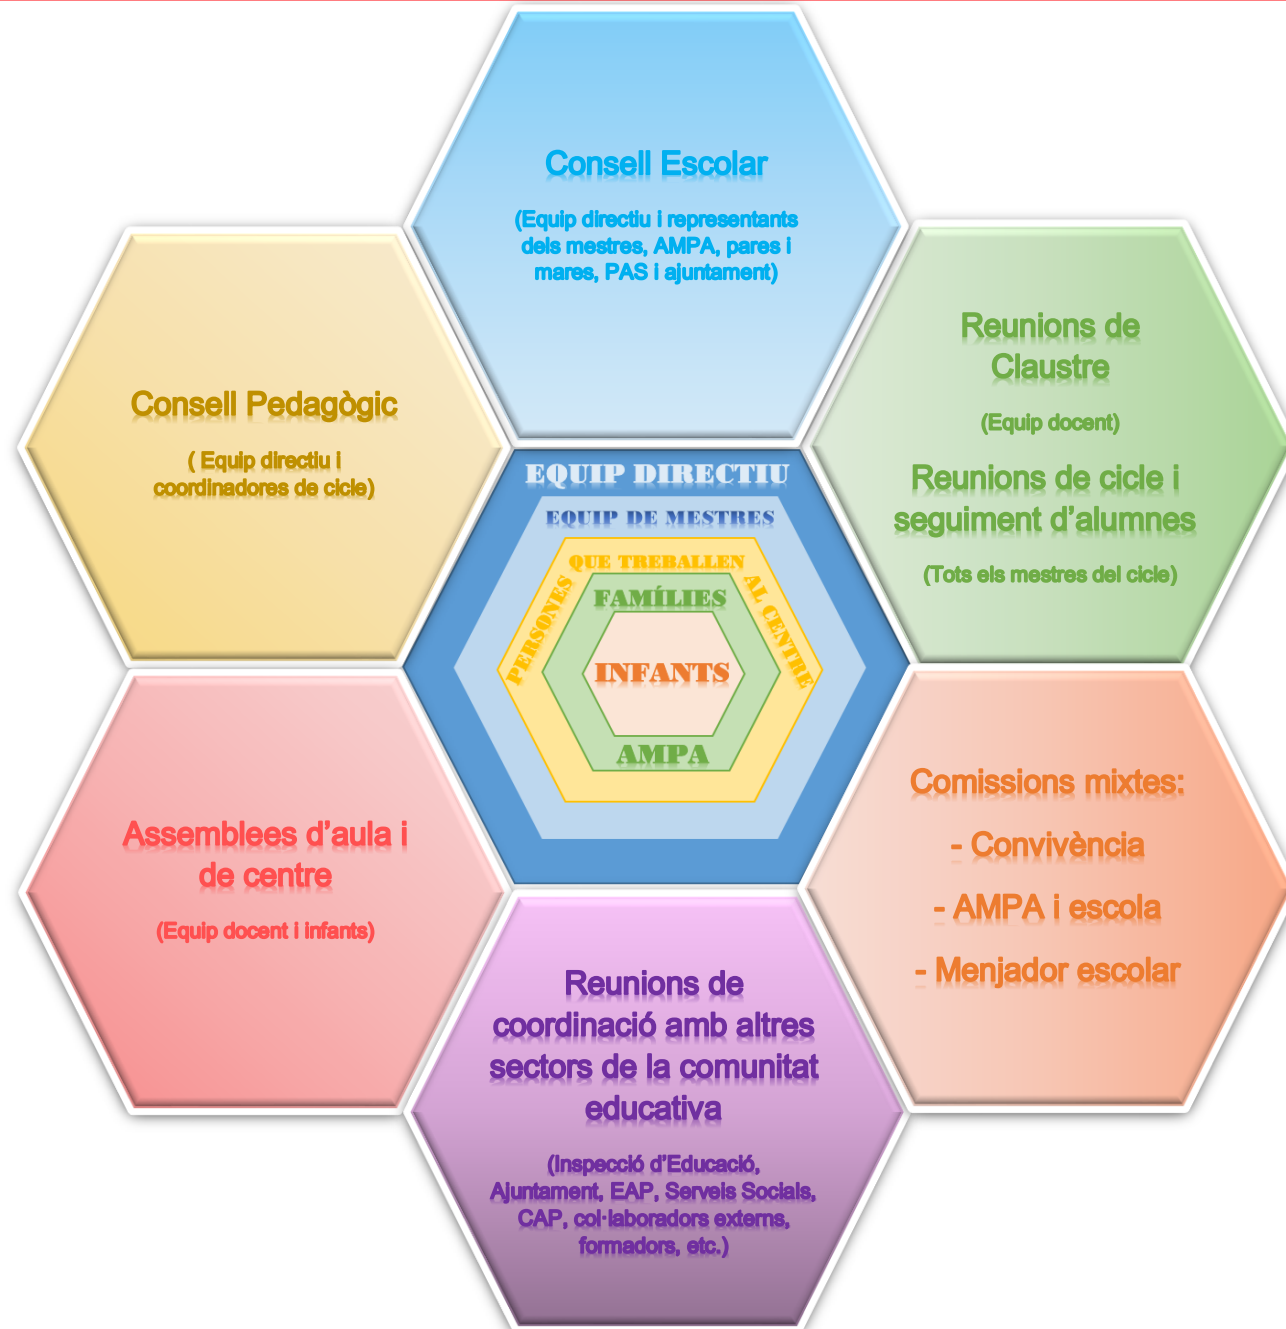 Consell Escolar
(Equip directiu i representants
dels mestres, AMPA, pares i
mares, PAS i ajuntament)
Reunions de
Claustre
(Equip docent)
Reunions de cicle i
seguiment d’alumnes
(Tots els mestres del cicle)
Consell Pedagògic
( Equip directiu i
coordinadores de cicle)
EQUIP DIRECTIU
EQUIP DE MESTRES
PERSONES QUE TREBALLEN AL CENTRE
FAMÍLIES
INFANTS
AMPA
Comissions mixtes:
- Convivència
- AMPA i escola
- Menjador escolar
Assemblees d’aula i
de centre
(Equip docent i infants)
Reunions de
coordinació amb altres
sectors de la comunitat
educativa
(Inspecció d’Educació,
Ajuntament, EAP, Serveis Socials,
CAP, col·laboradors externs,
formadors, etc.)